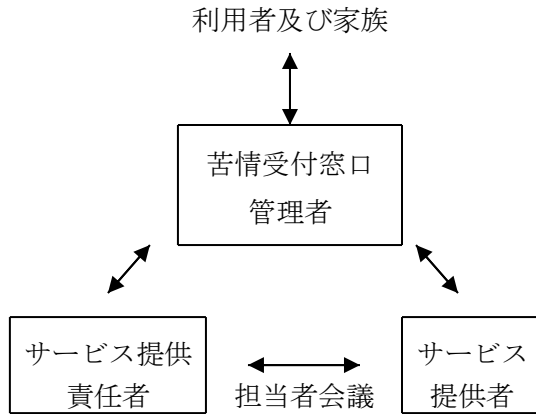 利用者及び家族
苦情受付窓口
管理者
サービス提供
責任者
担当者会議
サービス
提供者